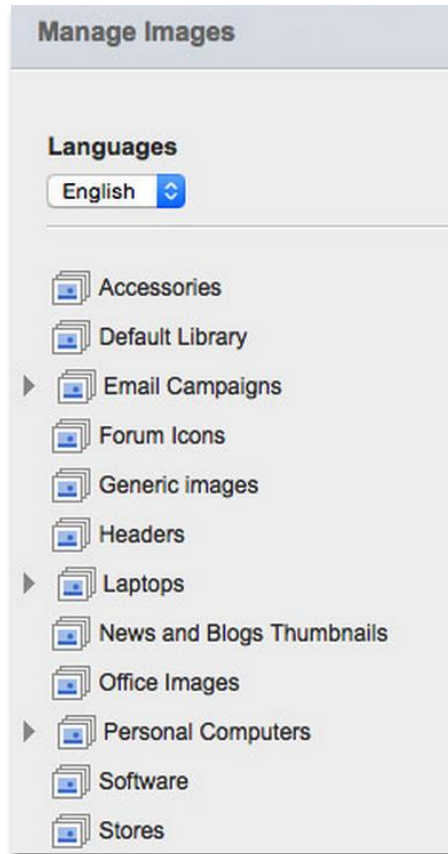 Manage Images
Languages
English
Accessories
Default Library
Email Campaigns
Forum Icons
Generic images
Headers
Laptops
News and Blogs Thumbnails
Office Images
Personal Computers
Software
Stores